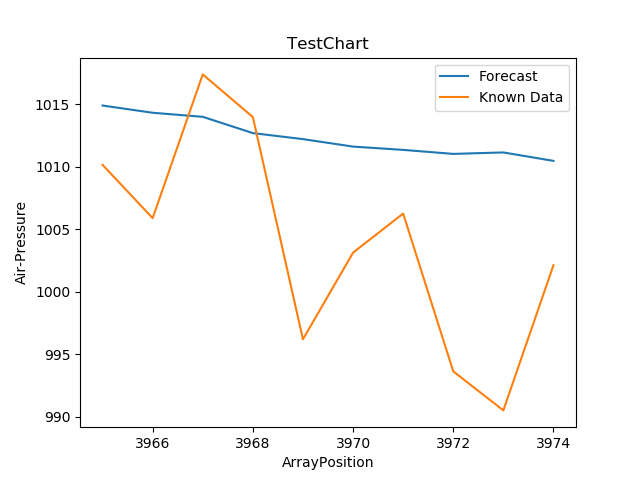 TestChart
Forecast
Known Data
1015
1010
1005
1000
995
990
Air-Pressure
3966 3968 3970 3972 3974
ArrayPosition